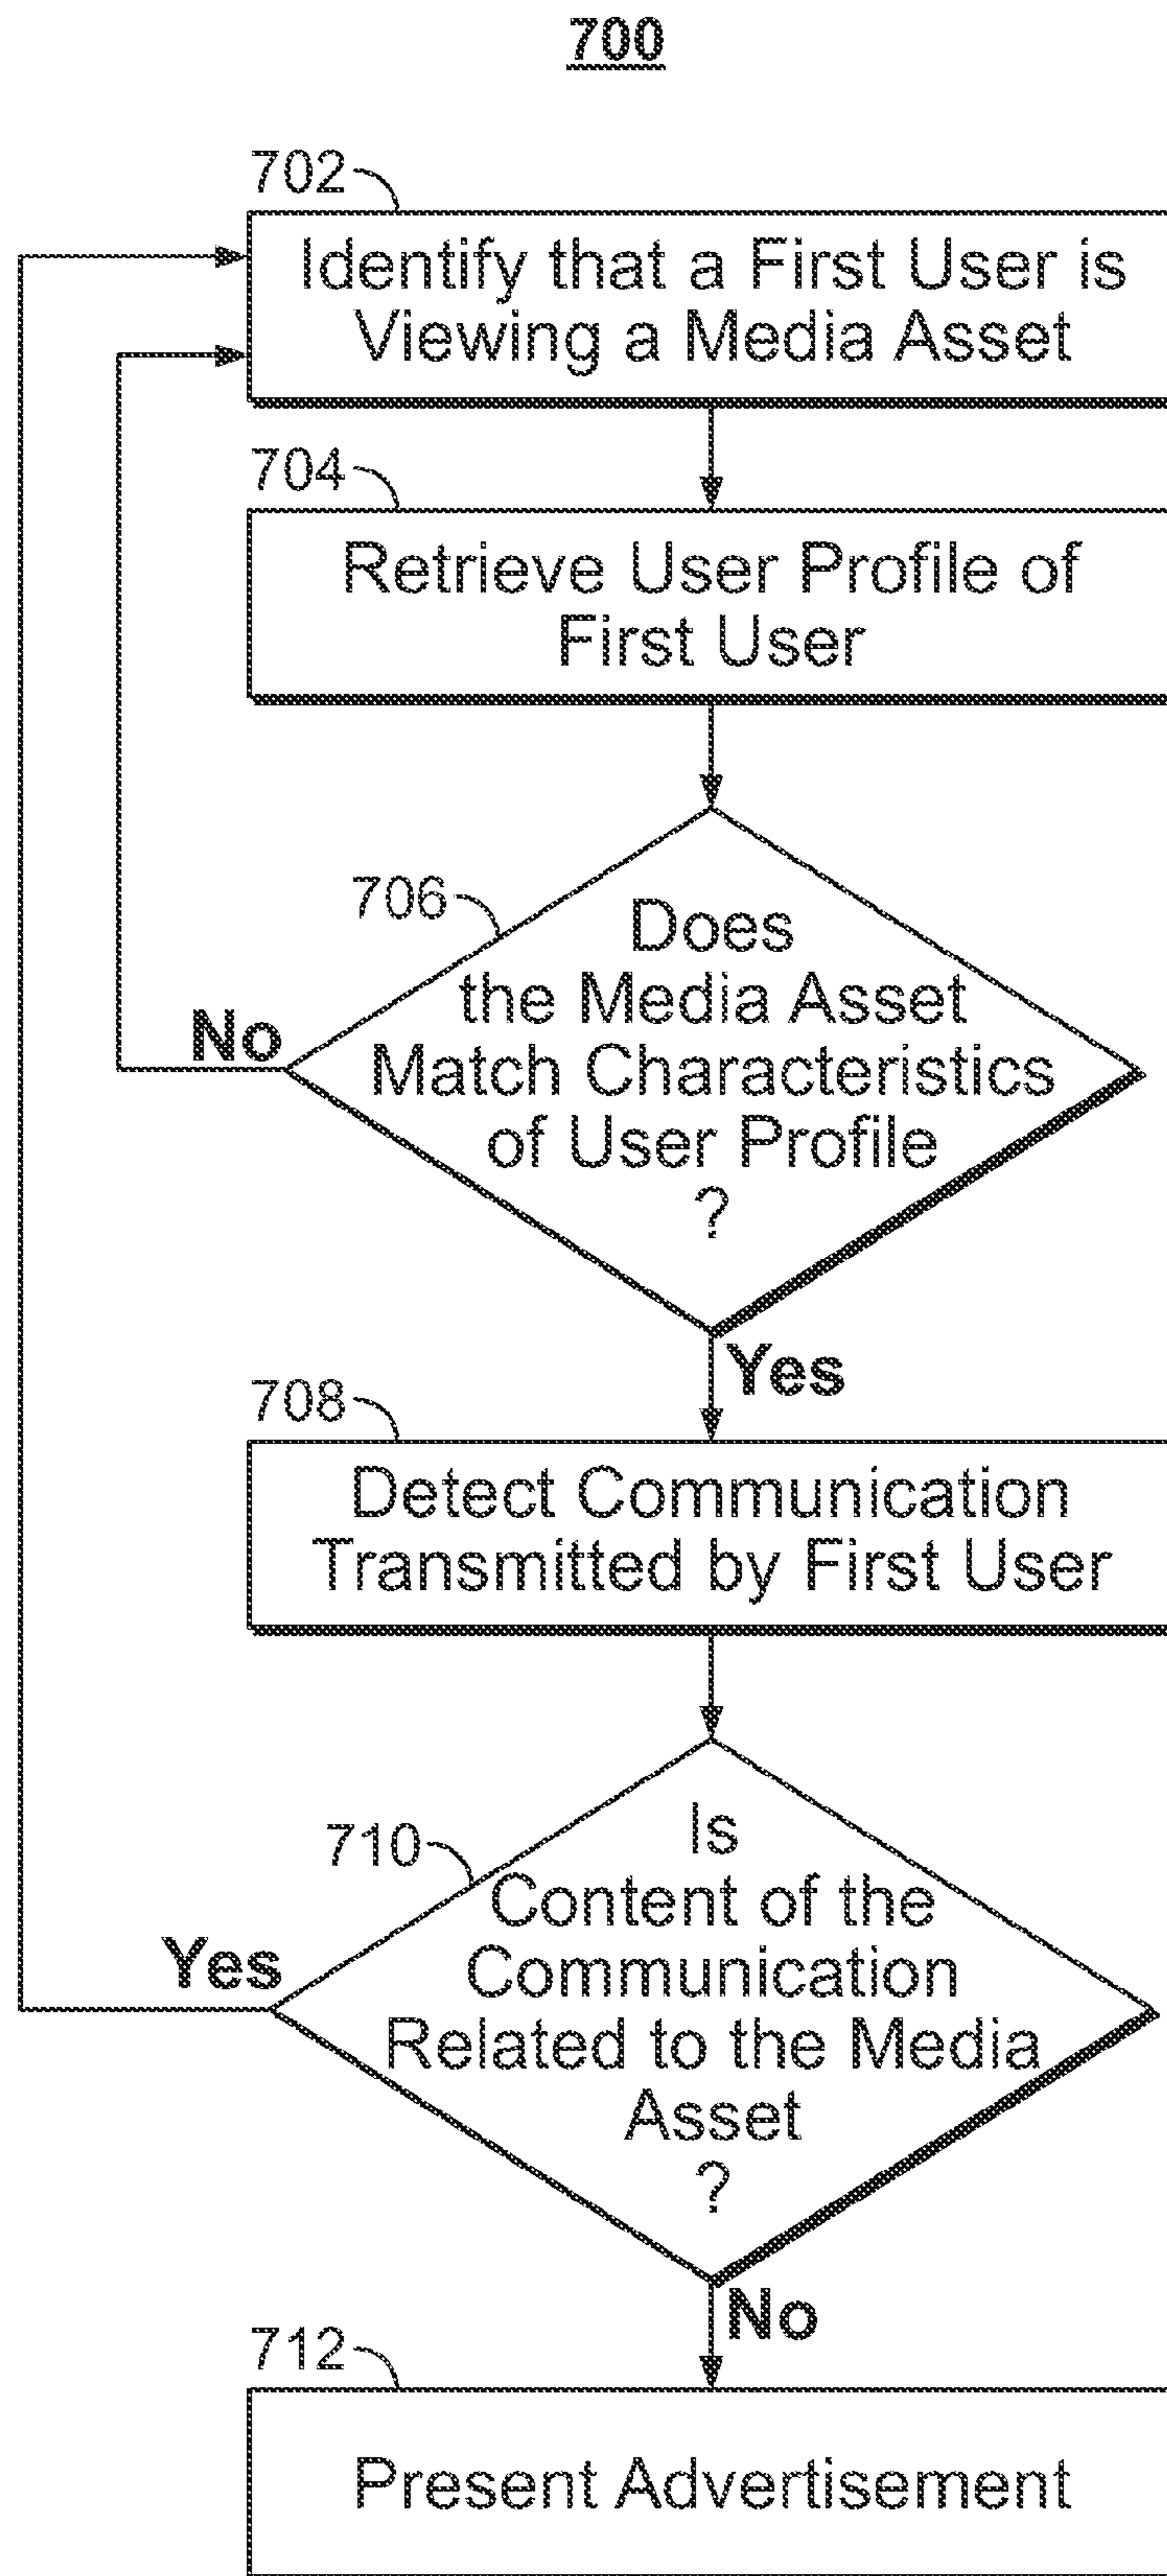 700
702
Identify that a First User is
Viewing a Media Asset
704
Retrieve User Profile of
First User
706
Does
the Media Asset
Match Characteristics
of User Profile
?
No
Yes
708
Detect Communication
Transmitted by First User
710
Is
Content of the
Communication
Related to the Media
Asset
?
Yes
No
712
Present Advertisement